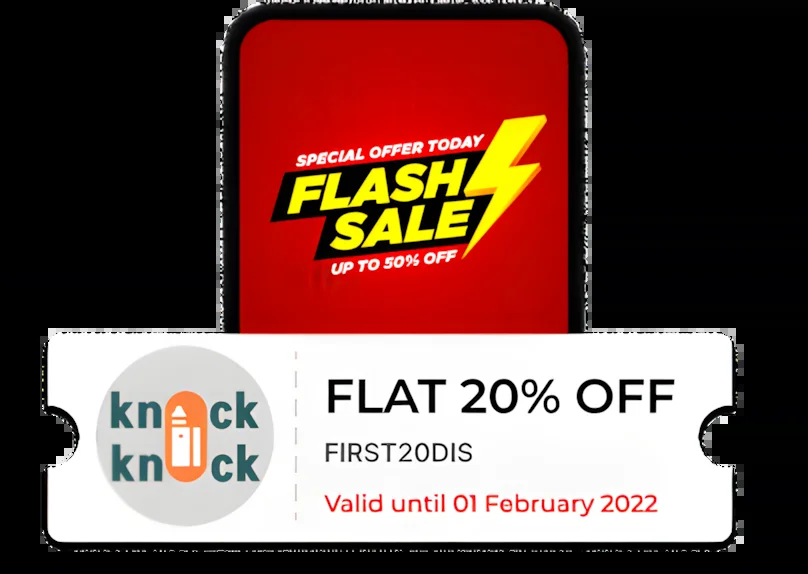 SPECIAL OFFER TODAY
FLASH
SALE
UP TO 50% OFF
knock
knock
FLAT 20% OFF
FIRST20DIS
Valid until 01 February 2022